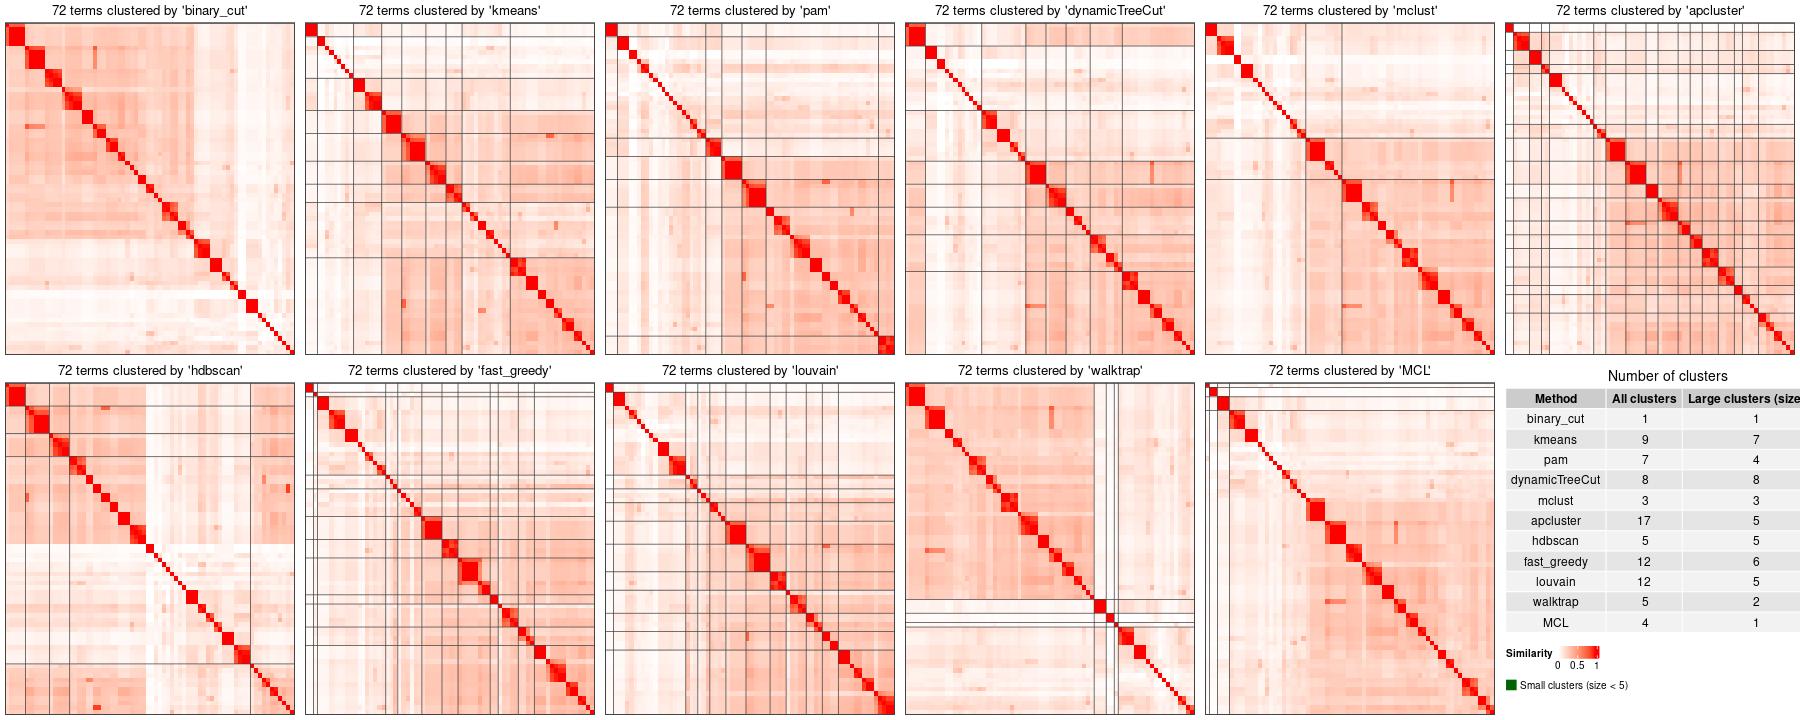 72 terms clustered by 'binary_cut'
72 terms clustered by 'kmeans'
72 terms clustered by 'pam'
72 terms clustered by 'dynamicTreeCut'
72 terms clustered by 'mclust'
72 terms clustered by 'apcluster'
72 terms clustered by 'hdbscan'
72 terms clustered by 'fast_greedy'
72 terms clustered by 'louvain'
72 terms clustered by 'walktrap'
72 terms clustered by 'MCL'
Number of clusters
Method All clusters Large clusters (size
binary_cut 1 1
kmeans 9 7
pam 7 4
dynamicTreeCut 8 8
mclust 3 3
apcluster 17 5
hdbscan 5 5
fast_greedy 12 6
louvain 12 5
walktrap 5 2
MCL 4 1
Similarity
0 0.5 1
Small clusters (size < 5)